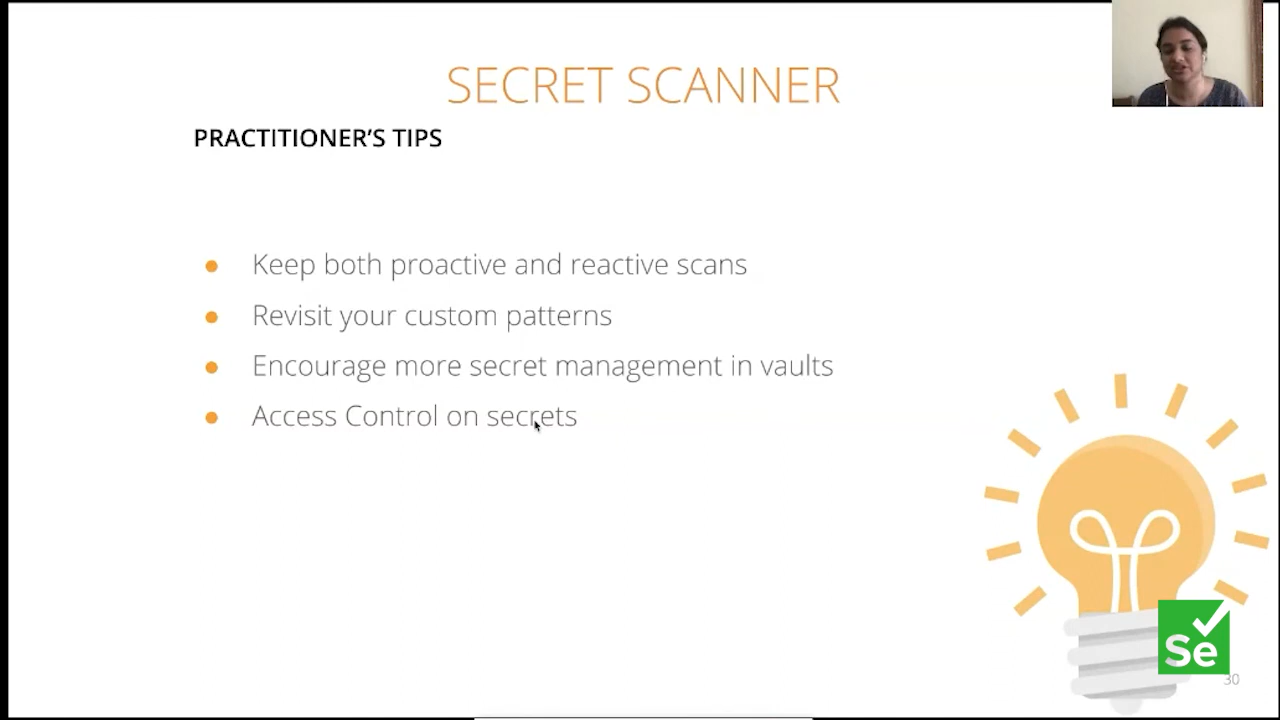 SECRET SCANNER
PRACTITIONER'S TIPS
Keep both proactive and reactive scans
Revisit your custom patterns
Encourage more secret management in vaults
Access Control on secrets
Se
30